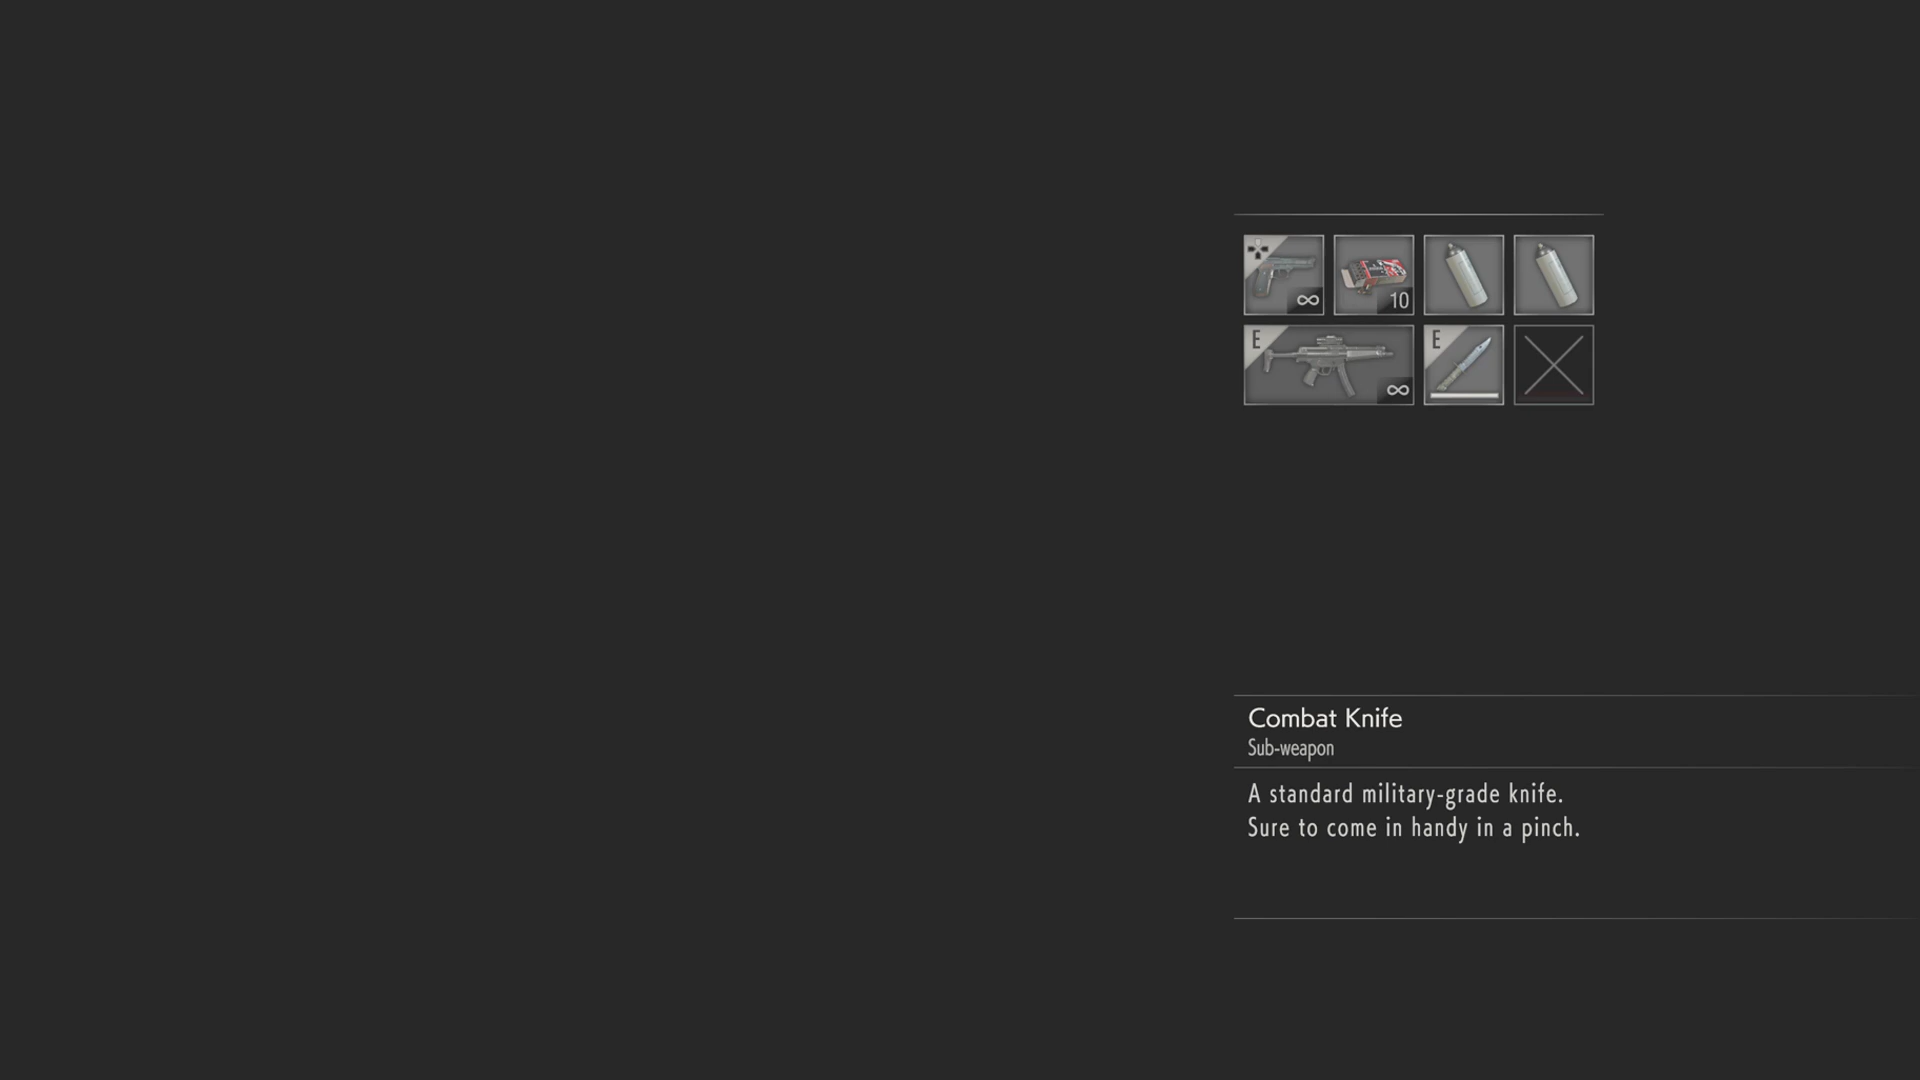 ∞
10
E
∞
E
Combat Knife
Sub-weapon
A standard military-grade knife.
Sure to come in handy in a pinch.